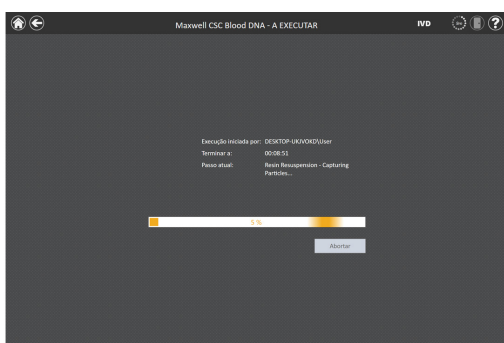 Maxwell CSC Blood DNA - A EXECUTAR
IVD
Execução iniciada por: DESKTOP-UKJVOKD\User
Terminar a: 00:08:51
Passo atual: Resin Resuspension - Capturing
Particles...
5 %
Abortar